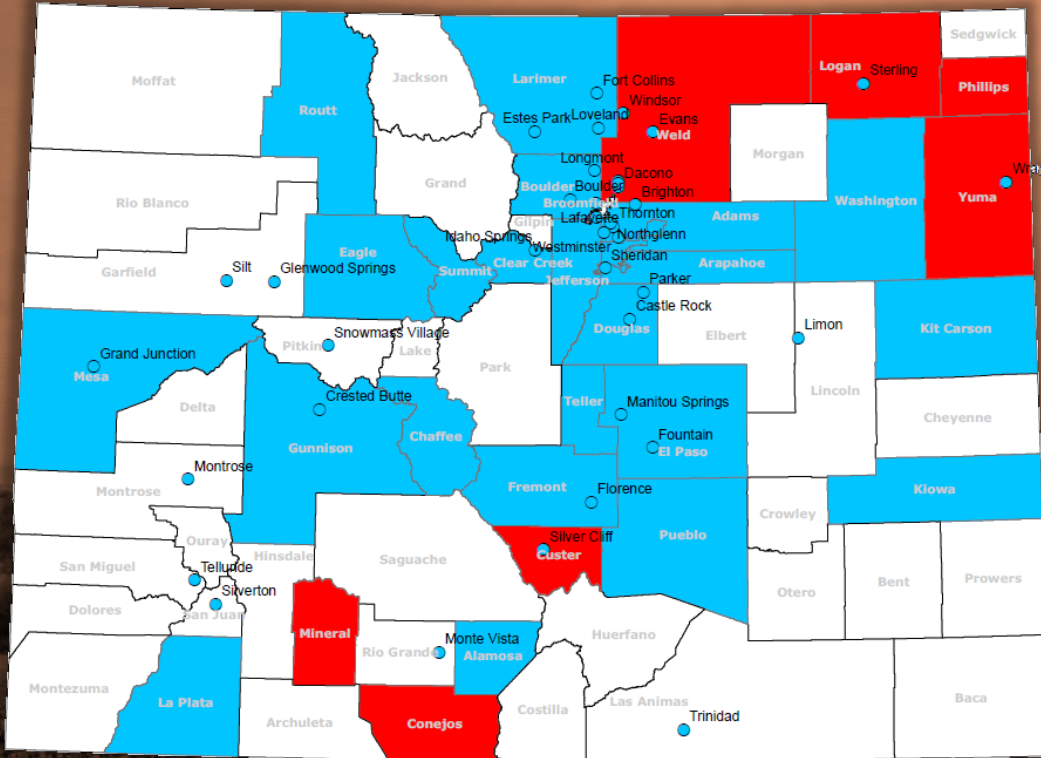 Sedgwick
Moffat
Jackson
Larimer
Logan
Sterling
Phillips
Fort Collins
Routt
Windsor
Estes Park
Loveland
Evans
Weld
Morgan
Longmont
Grand
Boulder
Dacono
Boulder
Brighton
Yuma
Rio Blanco
Broomfield
Washington
Gilpin
Lafayette
Thornton
Adams
Idaho Springs
Northglenn
Eagle
Westminster
Sheridan
Silt
Glenwood Springs
Garfield
Summit
Clear Creek
Jefferson
Arapahoe
Parker
Castle Rock
Limon
Snowmass Village
Douglas
Elbert
Kit Carson
Pitkin
Lake
Grand Junction
Mesa
Park
Lincoln
Crested Butte
Teller
Manitou Springs
Delta
Cheyenne
Chaffee
Fountain
El Paso
Gunnison
Montrose
Montrose
Fremont
Florence
Kiowa
Crowley
Pueblo
Ouray
Silver Cliff
Custer
Hinsdale
Saguache
San Miguel
Telluride
Bent
Prowers
Otero
Silverton
Dolores
San Juan
Mineral
Huerfano
Monte Vista
Rio Grande
Alamosa
Montezuma
La Plata
Baca
Las Animas
Costilla
Archuleta
Conejos
Trinidad